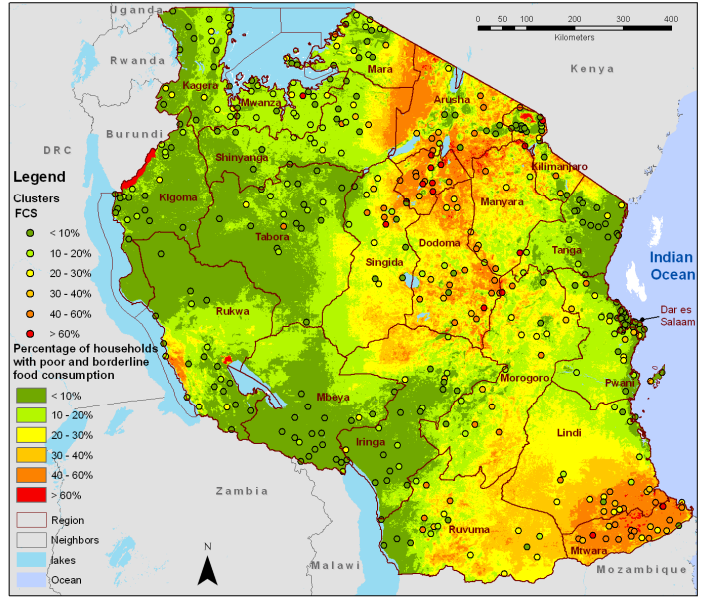 Uganda
Rwanda
Burundi
DRC
Kenya
Zambia
Malawi
Mozambique
Indian
Ocean
0 50 100 200 300 400
Kilometers
Kagera
Mwanza
Mara
Arusha
Shinyanga
Kilimanjaro
Kigoma
Manyara
Tabora
Dodoma
Singida
Tanga
Rukwa
Dar es
Salaam
Morogoro
Pwani
Mbeya
Iringa
Lindi
Ruvuma
Mtwara
N
Legend
Clusters
FCS
< 10%
10 - 20%
20 - 30%
30 - 40%
40 - 60%
> 60%
Percentage of households
with poor and borderline
food consumption
< 10%
10 - 20%
20 - 30%
30 - 40%
40 - 60%
> 60%
Region
Neighbors
lakes
Ocean